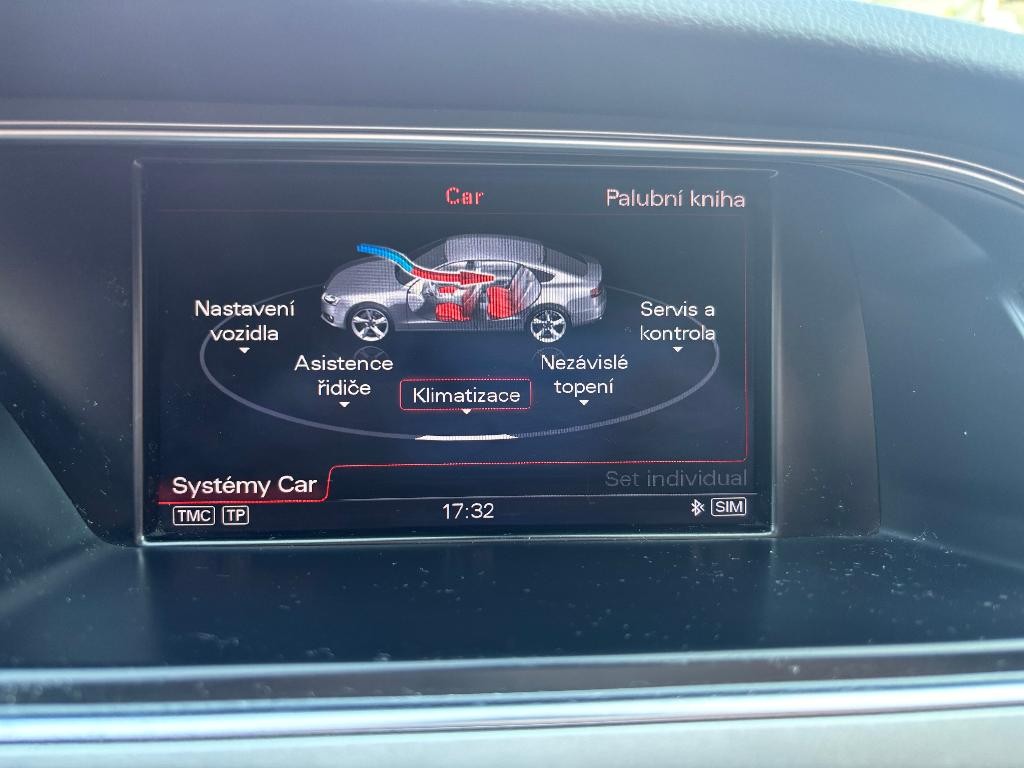 Car
Palubní kniha
Nastavení
vozidla
Servis a
kontrola
Asistence
řidiče
Nezávislé
topení
Klimatizace
Systémy Car
Set individual
TMC TP
17:32
SIM